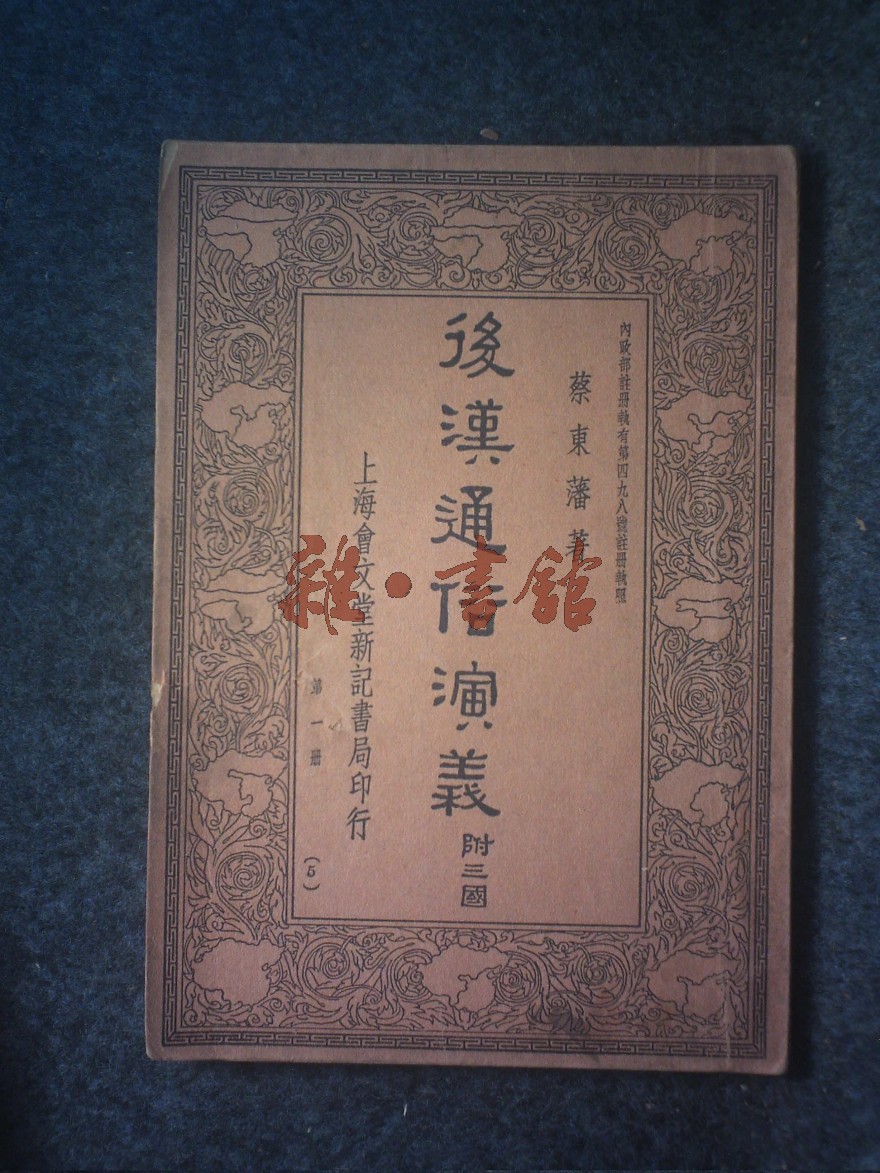 內政部註冊執有第四九八號註冊執照
蔡東藩著
後漢通俗演義
附三國
上海會文堂新記書局印行
第一冊
(5)
雜·書館